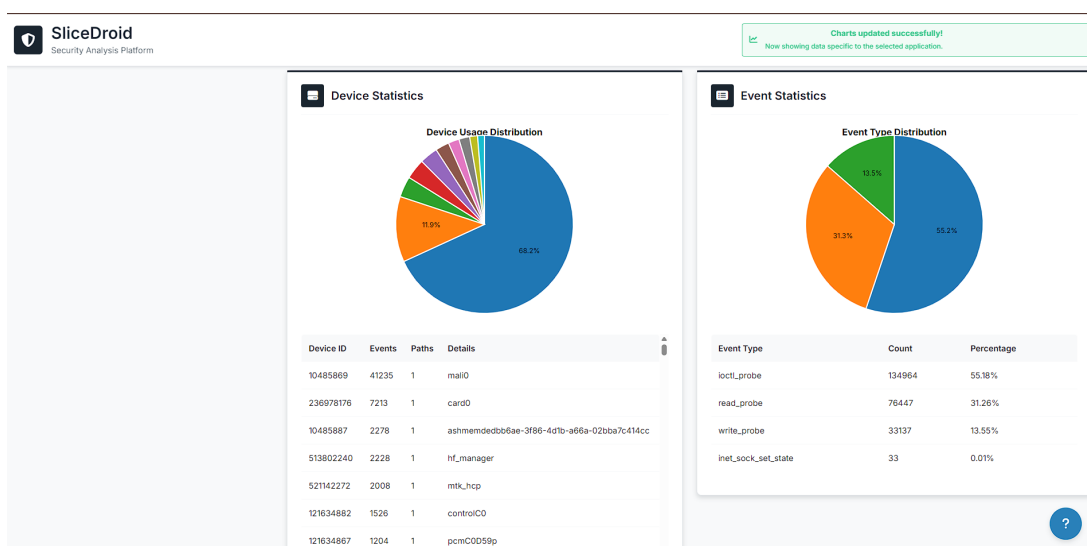 SliceDroid
Security Analysis Platform
Charts updated successfully!
Now showing data specific to the selected application.
Device Statistics
Device Usage Distribution
11.9%
68.2%
Device ID Events Paths Details
10485869 41235 1 mali0
236978176 7213 1 card0
10485887 2278 1 ashmemdedbb6ae-3f86-4d1b-a66a-02bba7c414cc
513802240 2228 1 hf_manager
521142272 2008 1 mtk_hcp
121634882 1526 1 controlC0
121634867 1204 1 pcmC0D59p
Event Statistics
Event Type Distribution
13.5%
31.3%
55.2%
Event Type Count Percentage
ioctl_probe 134964 55.18%
read_probe 76447 31.26%
write_probe 33137 13.55%
inet_sock_set_state 33 0.01%
?